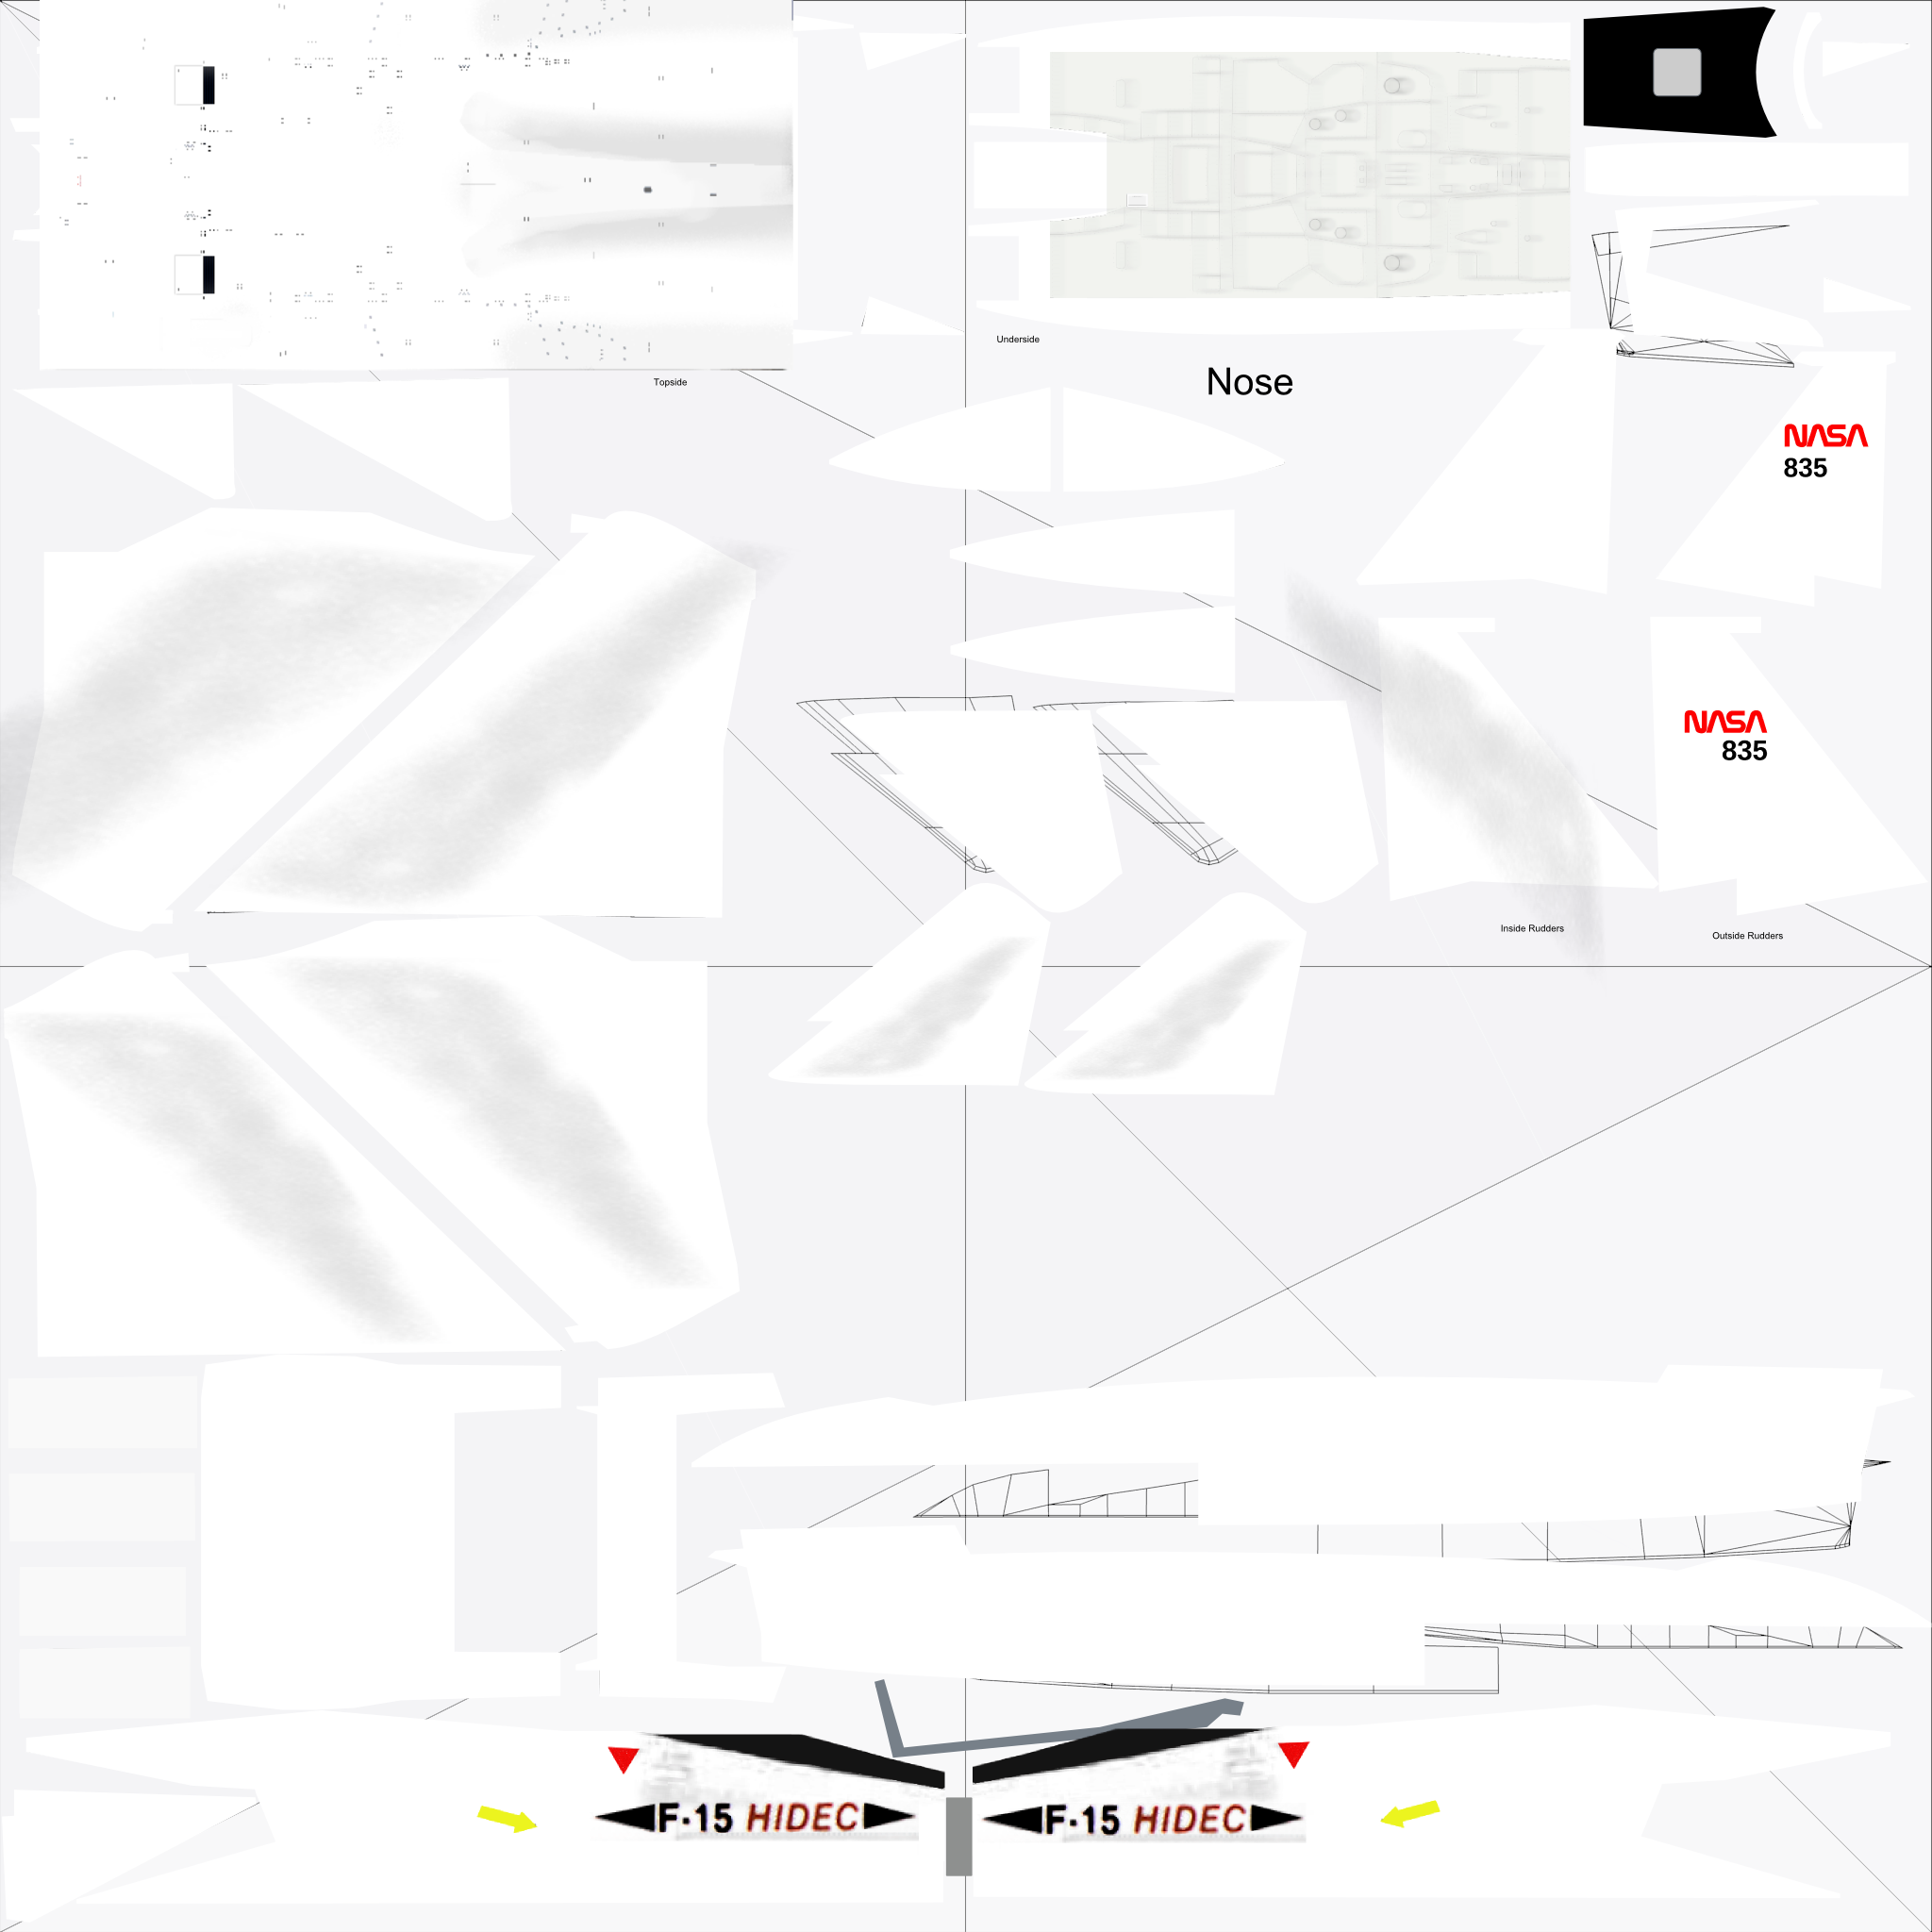 Underside
Topside
Nose
NASA
835
NASA
835
Inside Rudders
Outside Rudders
F-15 HIDEC
F-15 HIDEC